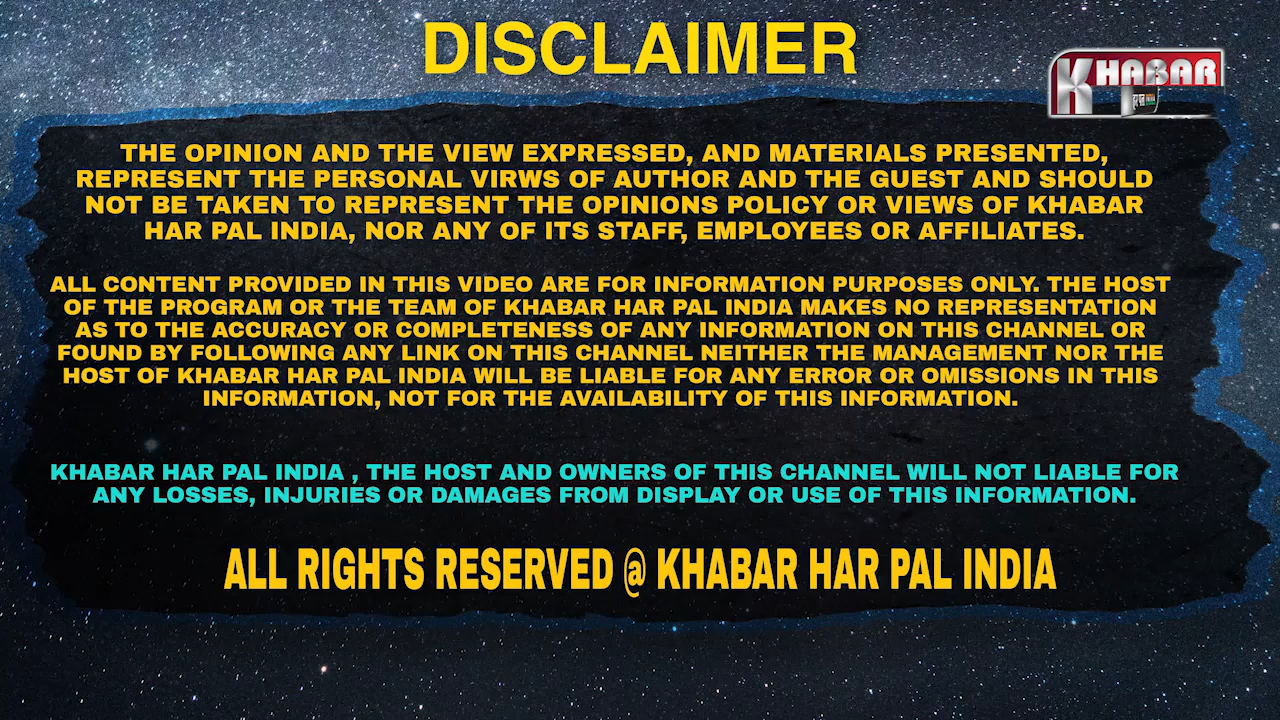 DISCLAIMER
KHABAR
THE OPINION AND THE VIEW EXPRESSED, AND MATERIALS PRESENTED,
REPRESENT THE PERSONAL VIRWS OF AUTHOR AND THE GUEST AND SHOULD
NOT BE TAKEN TO REPRESENT THE OPINIONS POLICY OR VIEWS OF KHABAR
HAR PAL INDIA, NOR ANY OF ITS STAFF, EMPLOYEES OR AFFILIATES.
ALL CONTENT PROVIDED IN THIS VIDEO ARE FOR INFORMATION PURPOSES ONLY. THE HOST
OF THE PROGRAM OR THE TEAM OF KHABAR HAR PAL INDIA MAKES NO REPRESENTATION
AS TO THE ACCURACY OR COMPLETENESS OF ANY INFORMATION ON THIS CHANNEL OR
FOUND BY FOLLOWING ANY LINK ON THIS CHANNEL NEITHER THE MANAGEMENT NOR THE
HOST OF KHABAR HAR PAL INDIA WILL BE LIABLE FOR ANY ERROR OR OMISSIONS IN THIS
INFORMATION, NOT FOR THE AVAILABILITY OF THIS INFORMATION.
KHABAR HAR PAL INDIA , THE HOST AND OWNERS OF THIS CHANNEL WILL NOT LIABLE FOR
ANY LOSSES, INJURIES OR DAMAGES FROM DISPLAY OR USE OF THIS INFORMATION.
ALL RIGHTS RESERVED @ KHABAR HAR PAL INDIA